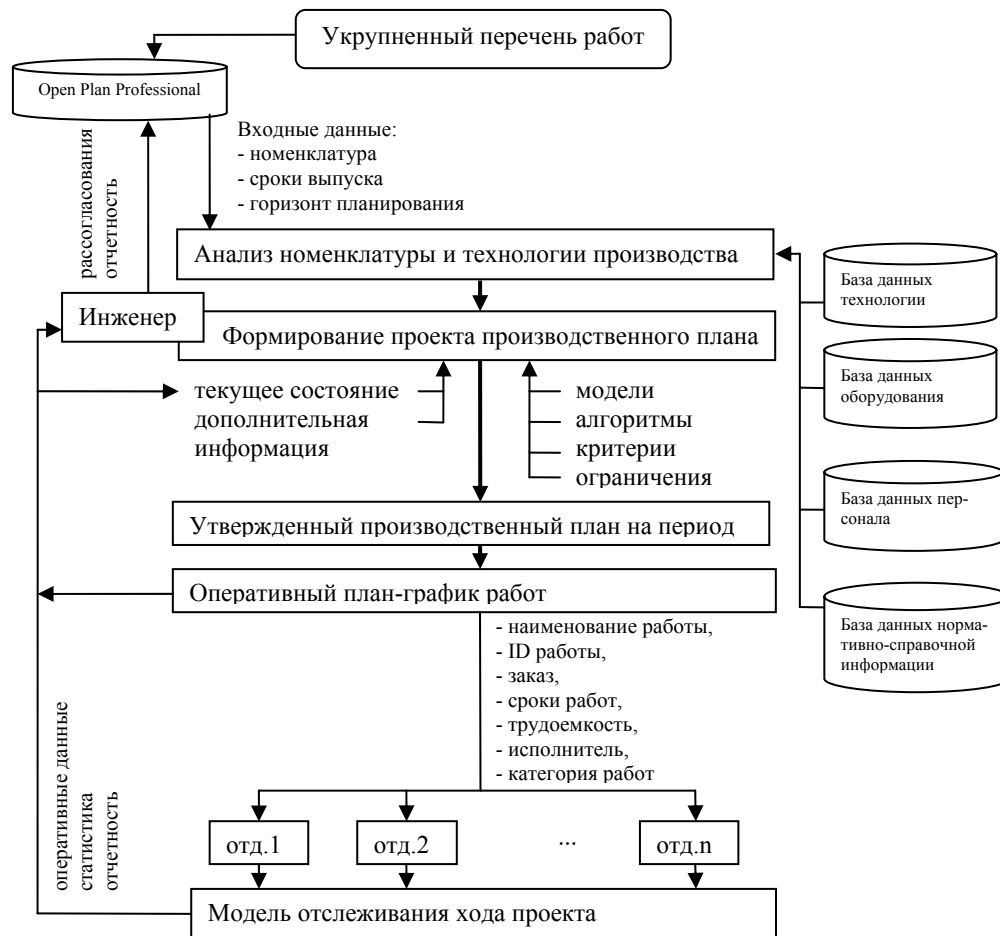 Укрупненный перечень работ
Open Plan Professional
Входные данные:
- номенклатура
- сроки выпуска
- горизонт планирования
рассогласования
отчетность
Анализ номенклатуры и технологии производства
Инженер
Формирование проекта производственного плана
текущее состояние
дополнительная
информация
модели
алгоритмы
критерии
ограничения
База данных
технологии
База данных
оборудования
База данных пер-
сонала
База данных норма-
тивно-справочной
информации
Утвержденный производственный план на период
Оперативный план-график работ
- наименование работы,
- ID работы,
- заказ,
- сроки работ,
- трудоемкость,
- исполнитель,
- категория работ
оперативные данные
статистика
отчетность
отд.1
отд.2
...
отд.n
Модель отслеживания хода проекта